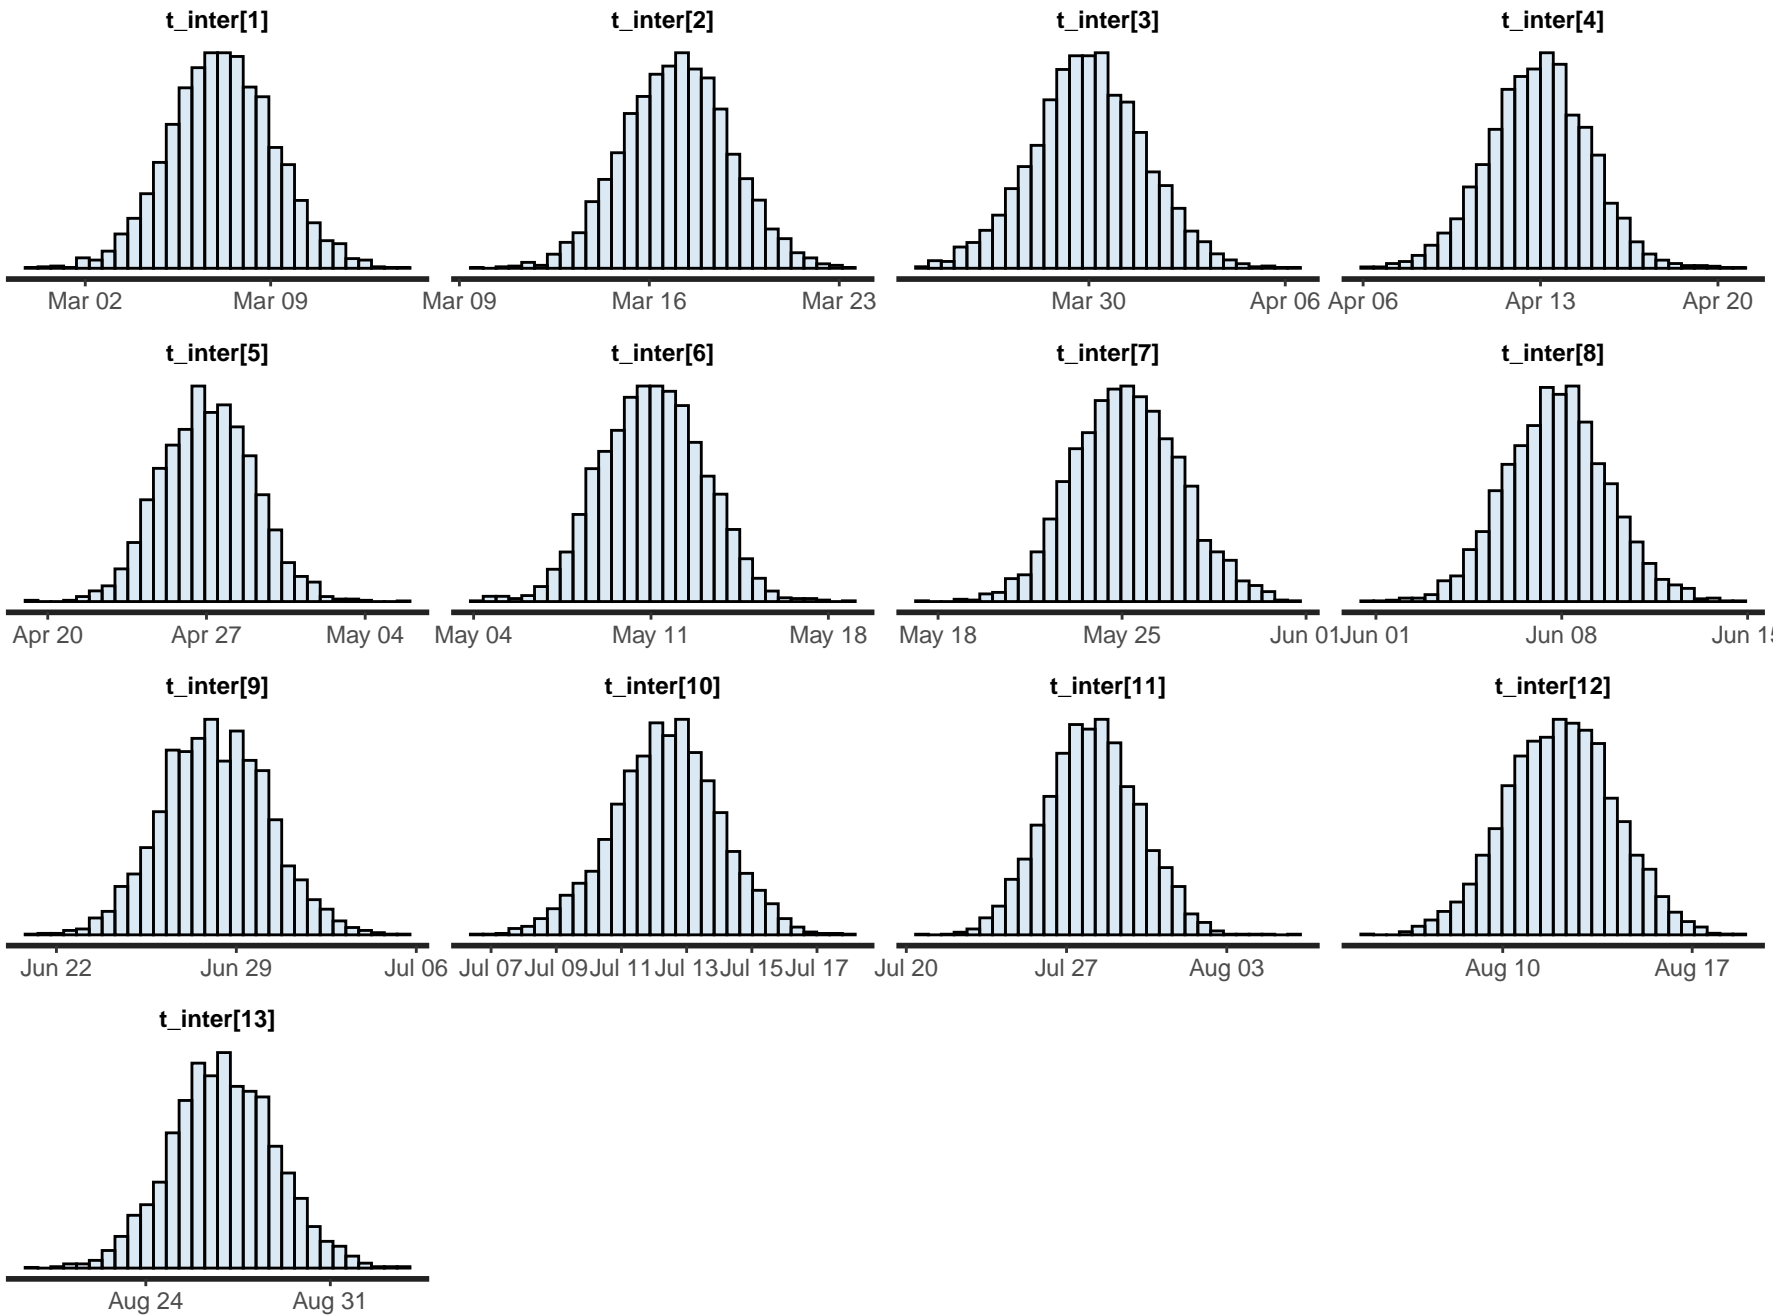 t_inter[1] t_inter[2] t_inter[3] t_inter[4]
Mar 02 Mar 09 Mar 09 Mar 16 Mar 23 Mar 30 Apr 06 Apr 06 Apr 13 Apr 20
t_inter[5] t_inter[6] t_inter[7] t_inter[8]
Apr 20 Apr 27 May 04 May 04 May 11 May 18 May 18 May 25 Jun 01 Jun 01 Jun 08 Jun 15
t_inter[9] t_inter[10] t_inter[11] t_inter[12]
Jun 22 Jun 29 Jul 06 Jul 07 Jul 09 Jul 11 Jul 13 Jul 15 Jul 17 Jul 20 Jul 27 Aug 03 Aug 10 Aug 17
t_inter[13]
Aug 24 Aug 31